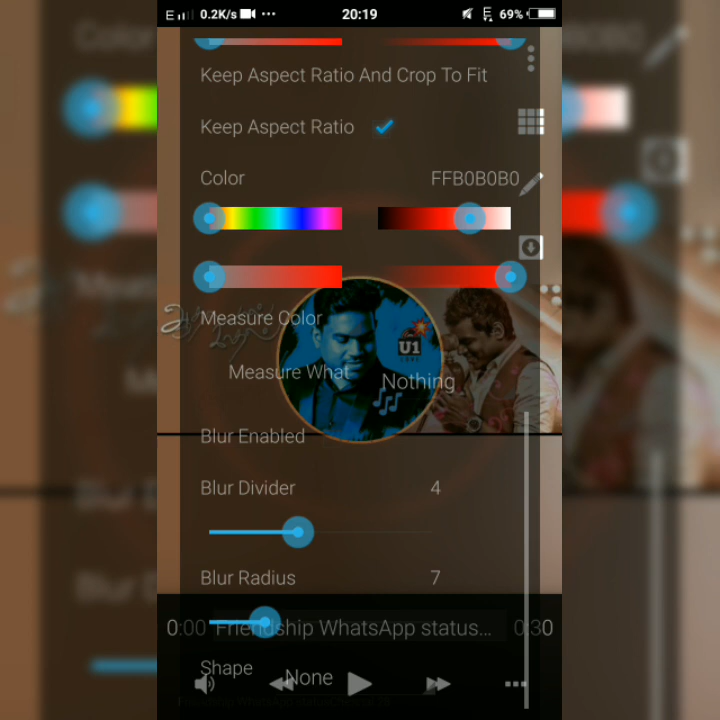 E 0.2K/s ••• 20:19 E 69%
Keep Aspect Ratio And Crop To Fit
Keep Aspect Ratio
Color FFB0B0B0
Measure Color
U1
Measure What Nothing
Blur Enabled
Blur Divider 4
Blur Radius 7
0:00 Friendship WhatsApp status... 0:30
Shape None